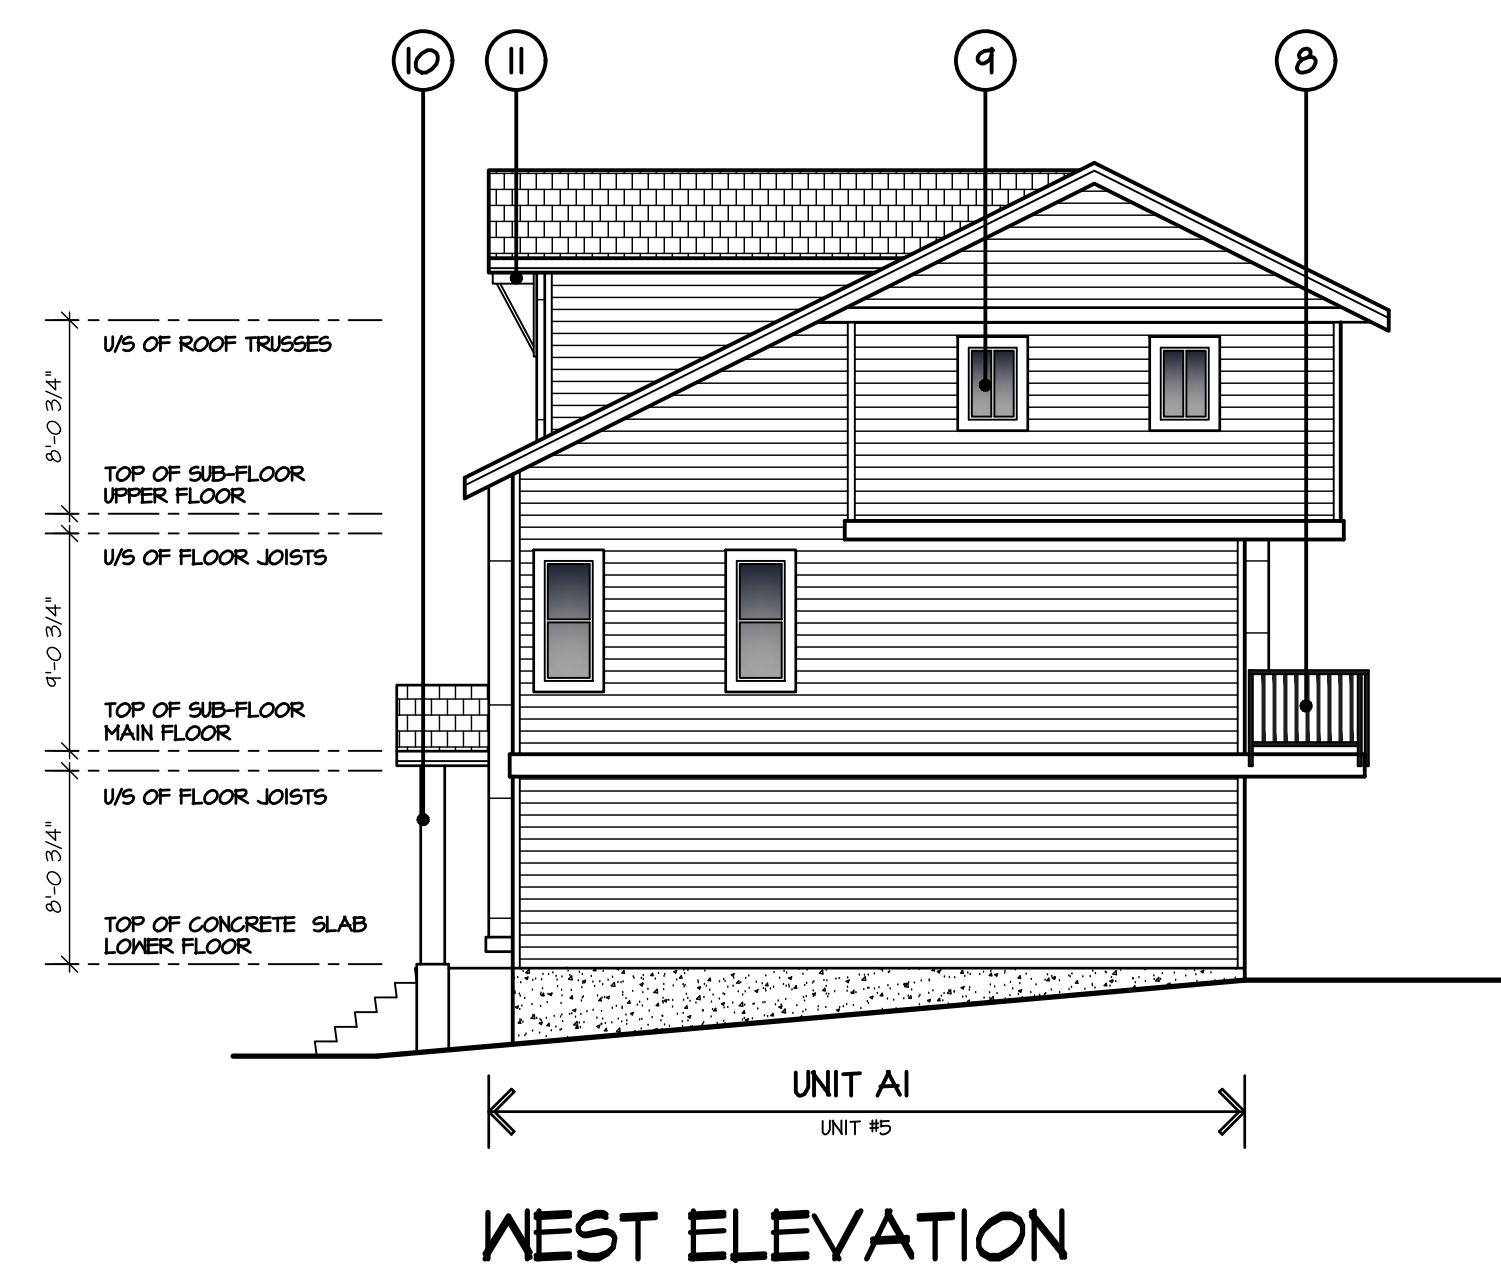 10 11 9 8
U/S OF ROOF TRUSSES
8'-0 3/4"
TOP OF SUB-FLOOR
UPPER FLOOR
U/S OF FLOOR JOISTS
9'-0 3/4"
TOP OF SUB-FLOOR
MAIN FLOOR
U/S OF FLOOR JOISTS
8'-0 3/4"
TOP OF CONCRETE SLAB
LOWER FLOOR
UNIT A1
UNIT #5
WEST ELEVATION